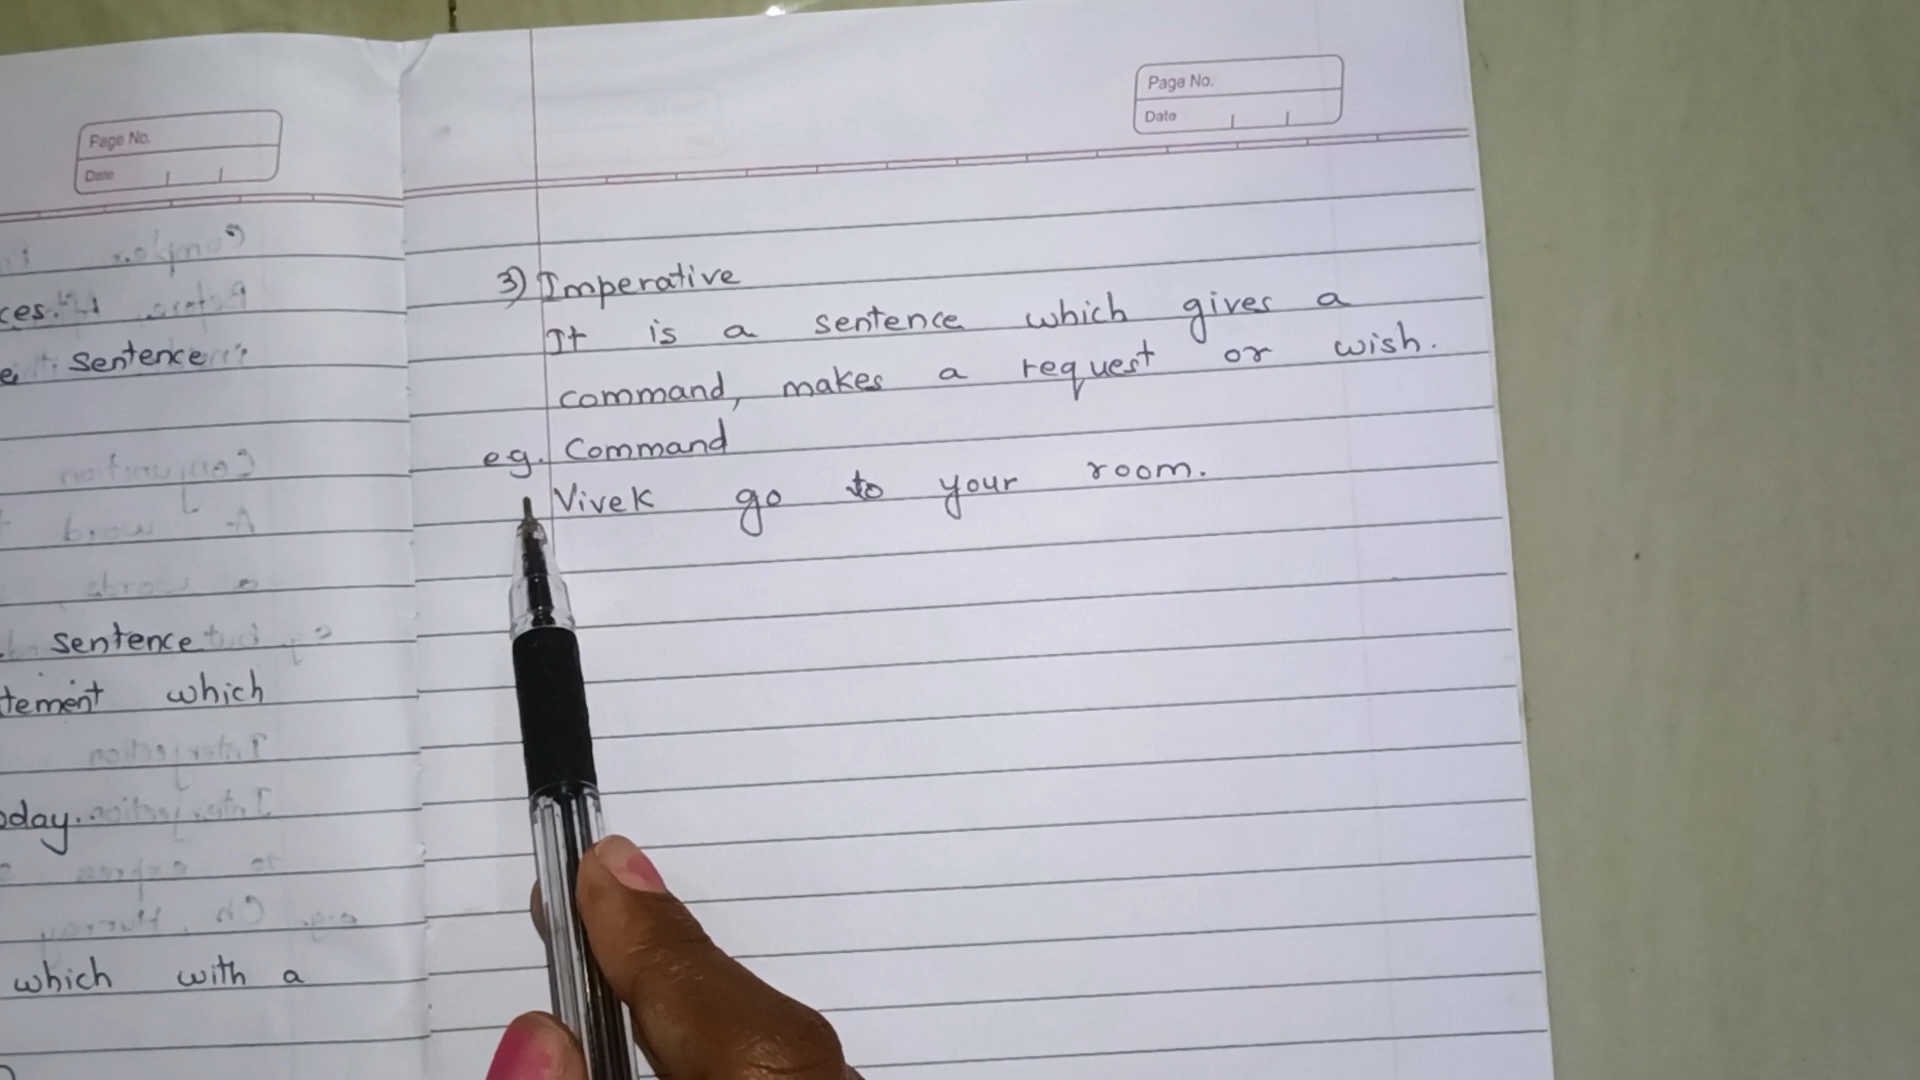 Page No.
Date
ces.
sentence
sentence
tement which
oday.
which with a
Page No.
Date
3) Imperative
It is a sentence which gives a
command, makes a request or wish.
eg. Command
Vivek go to your room.